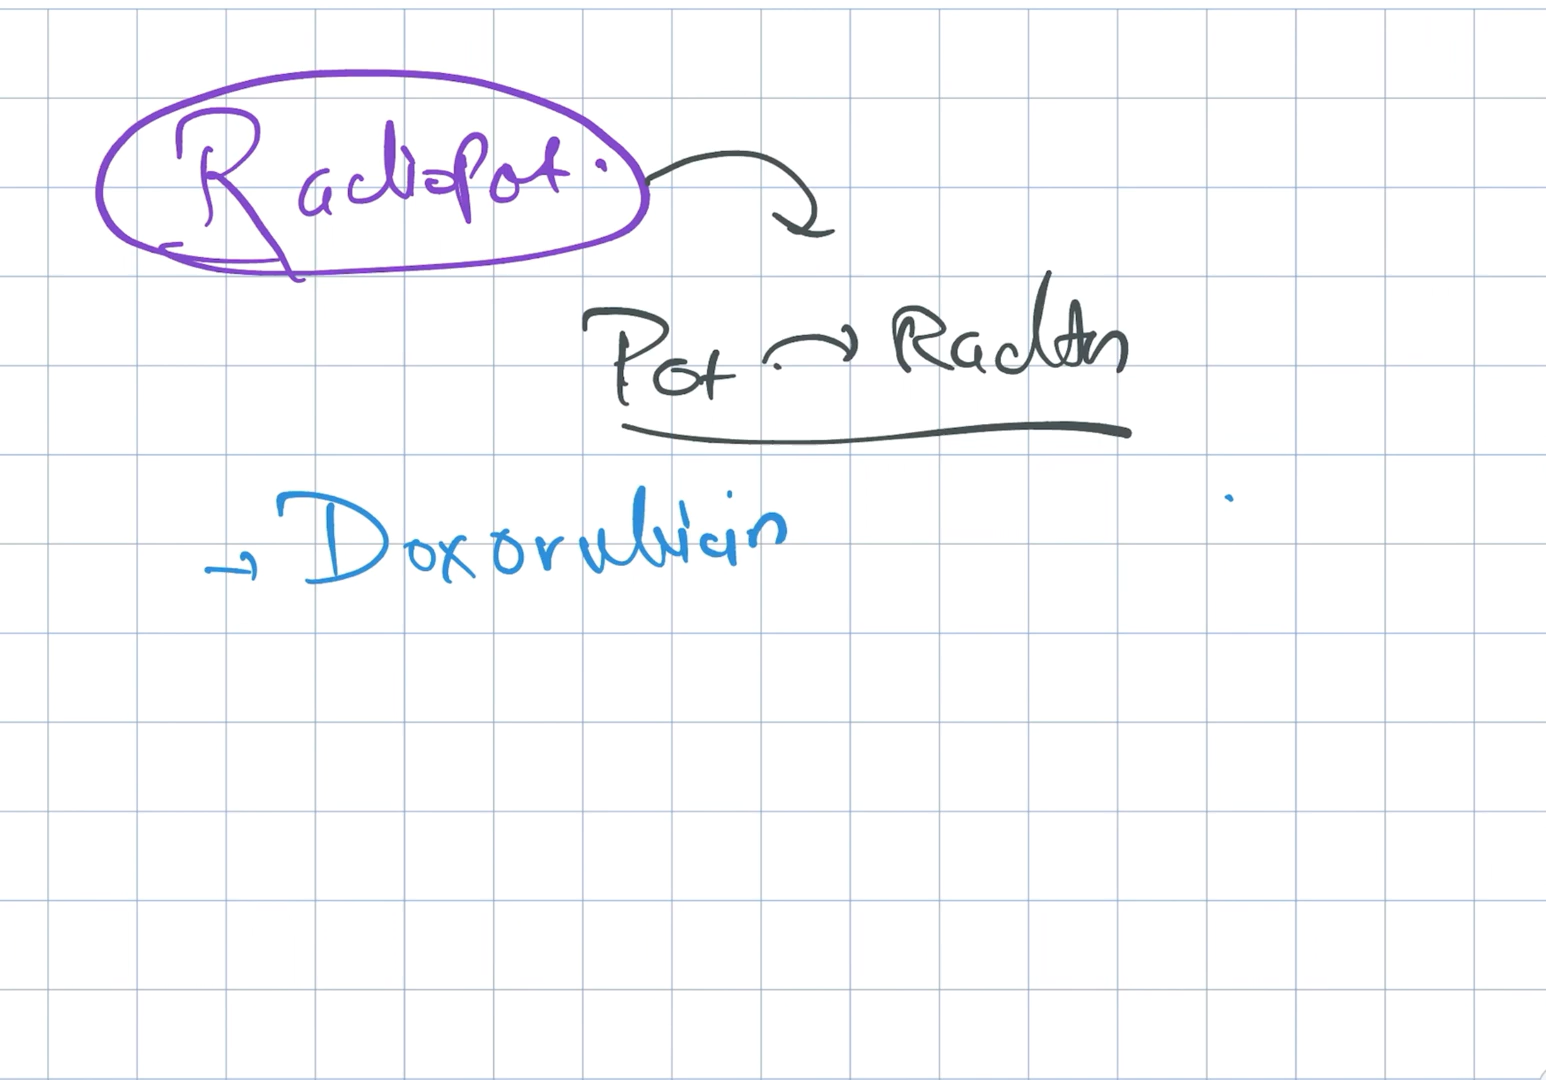 Radiopot.
Pot. → Radtn
→ Doxorubicin